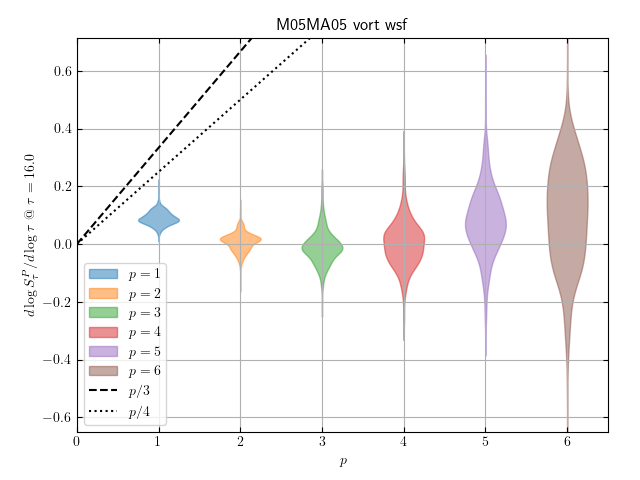 M05MA05 vort wsf
d log S_τ^P / d log τ @ τ = 16.0
0.6
0.4
0.2
0.0
−0.2
−0.4
−0.6
p = 1
p = 2
p = 3
p = 4
p = 5
p = 6
p/3
p/4
0 1 2 3 4 5 6
p